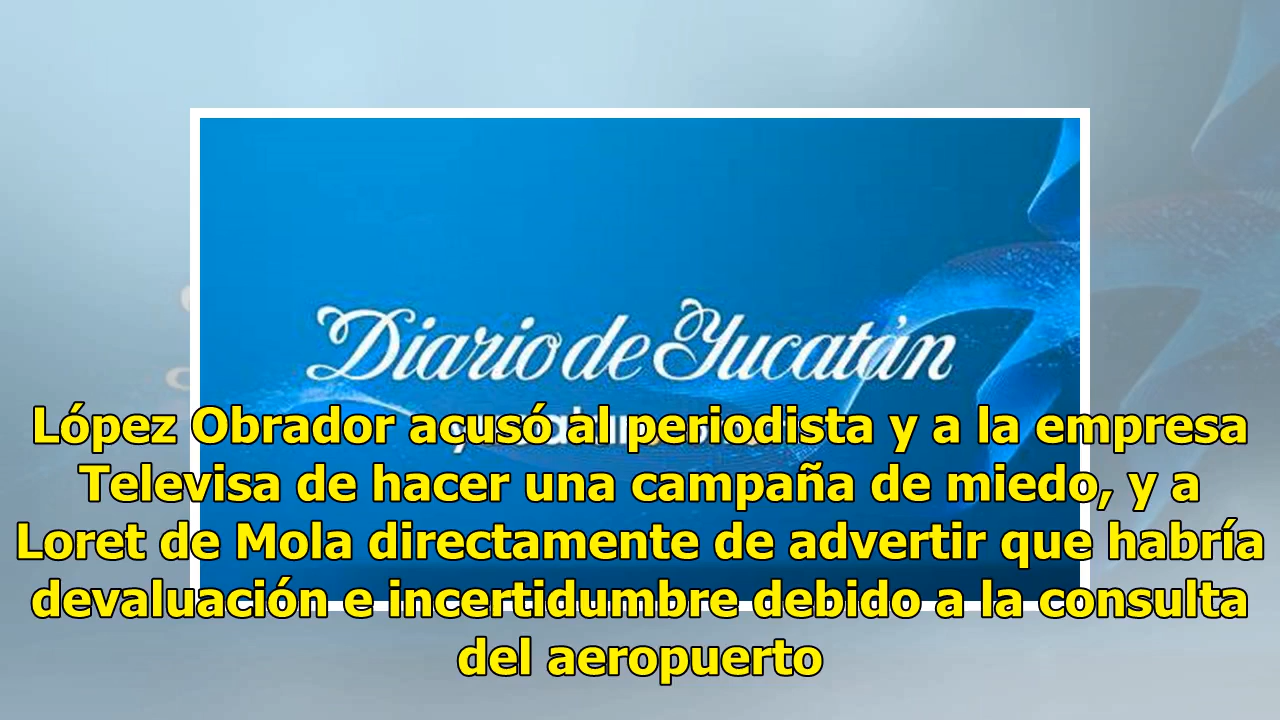 Diario de Yucatán
López Obrador acusó al periodista y a la empresa
Televisa de hacer una campaña de miedo, y a
Loret de Mola directamente de advertir que habría
devaluación e incertidumbre debido a la consulta
del aeropuerto